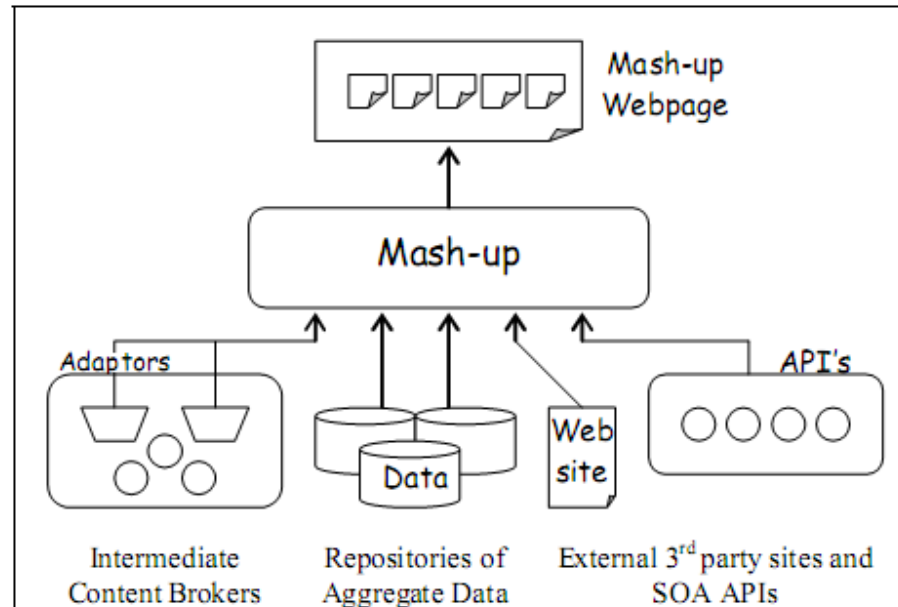 Mash-up
Webpage
Mash-up
Adaptors
API's
Data
Web
site
Intermediate
Content Brokers
Repositories of
Aggregate Data
External 3rd party sites and
SOA APIs